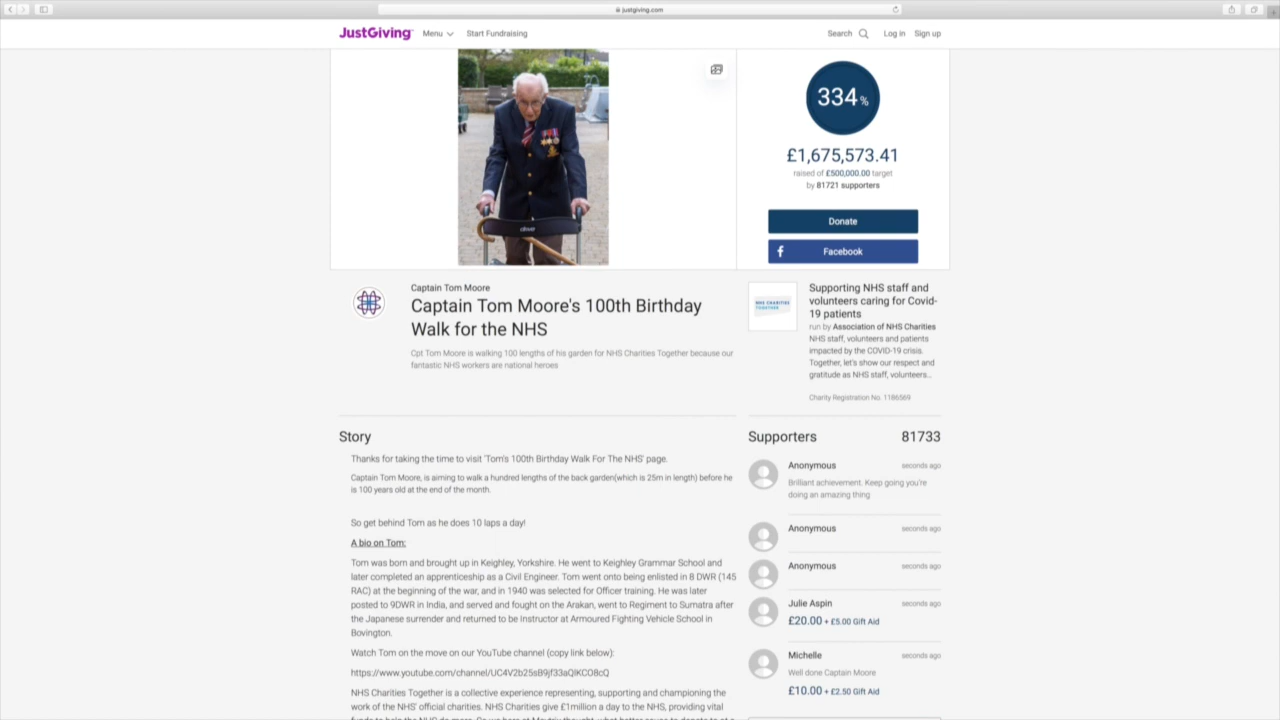 justgiving.com
JustGiving™
Menu
Start Fundraising
Search
Log in
Sign up
334%
£1,675,573.41
raised of £500,000.00 target
by 81721 supporters
Donate
f Facebook
Captain Tom Moore
Captain Tom Moore's 100th Birthday
Walk for the NHS
Cpt Tom Moore is walking 100 lengths of his garden for NHS Charities Together because our
fantastic NHS workers are national heroes
NHS CHARITIES
TOGETHER
Supporting NHS staff and
volunteers caring for Covid-
19 patients
run by Association of NHS Charities
NHS staff, volunteers and patients
impacted by the COVID-19 crisis.
Together, let's show our respect and
gratitude as NHS staff, volunteers...
Charity Registration No. 1186569
Story
Thanks for taking the time to visit 'Tom's 100th Birthday Walk For The NHS' page.
Captain Tom Moore, is aiming to walk a hundred lengths of the back garden(which is 25m in length) before he
is 100 years old at the end of the month.
So get behind Tom as he does 10 laps a day!
A bio on Tom:
Tom was born and brought up in Keighley, Yorkshire. He went to Keighley Grammar School and
later completed an apprenticeship as a Civil Engineer. Tom went onto being enlisted in 8 DWR (145
RAC) at the beginning of the war, and in 1940 was selected for Officer training. He was later
posted to 9DWR in India, and served and fought on the Arakan, went to Regiment to Sumatra after
the Japanese surrender and returned to be Instructor at Armoured Fighting Vehicle School in
Bovington.
Watch Tom on the move on our YouTube channel (copy link below):
https://www.youtube.com/channel/UC4V2b25sB9jf33aQlKCO8cQ
NHS Charities Together is a collective experience representing, supporting and championing the
work of the NHS' official charities. NHS Charities give £1million a day to the NHS, providing vital
Supporters 81733
Anonymous seconds ago
Brilliant achievement. Keep going you're
doing an amazing thing
Anonymous seconds ago
Anonymous seconds ago
Julie Aspin seconds ago
£20.00 + £5.00 Gift Aid
Michelle seconds ago
Well done Captain Moore
£10.00 + £2.50 Gift Aid